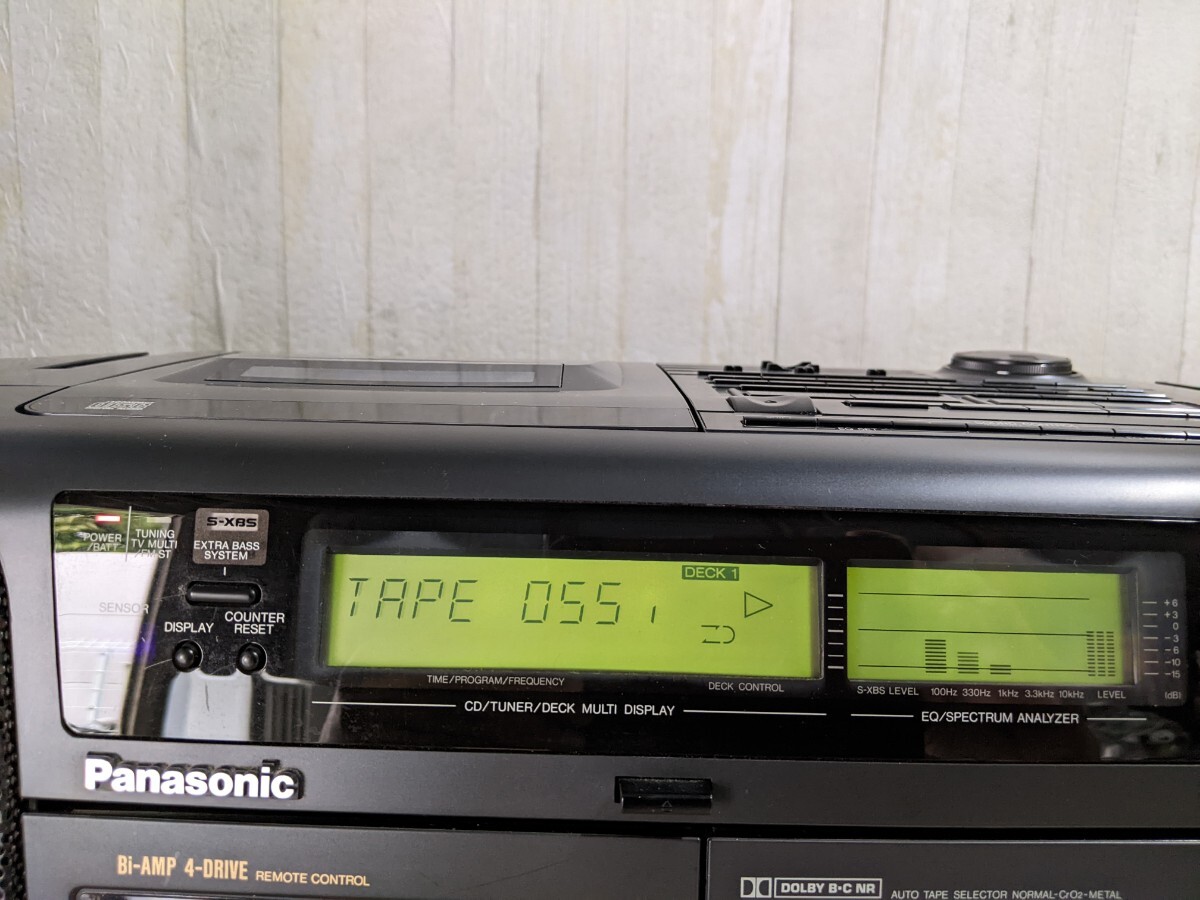 S-XBS
POWER
/BATT
TUNING
TV MULTI
/FM ST
EXTRA BASS
SYSTEM
SENSOR
COUNTER
RESET
DISPLAY
DECK 1
TAPE 055
TIME/PROGRAM/FREQUENCY
DECK CONTROL
CD/TUNER/DECK MULTI DISPLAY
+6
+3
0
-3
-6
-10
-15
(dB)
S-XBS LEVEL 100Hz 330Hz 1kHz 3.3kHz 10kHz LEVEL
EQ/SPECTRUM ANALYZER
Panasonic
Bi-AMP 4-DRIVE REMOTE CONTROL
DOLBY B•C NR AUTO TAPE SELECTOR NORMAL-CrO2-METAL